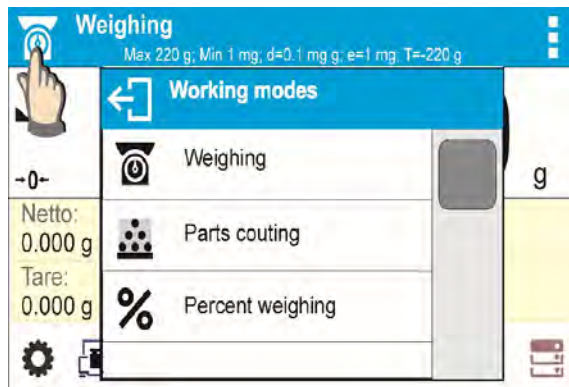 Weighing
Max 220 g; Min 1 mg; d=0.1 mg g; e=1 mg; T=-220 g
Working modes
Weighing
→0← g
Netto:
0.000 g
Parts couting
Tare:
0.000 g
Percent weighing